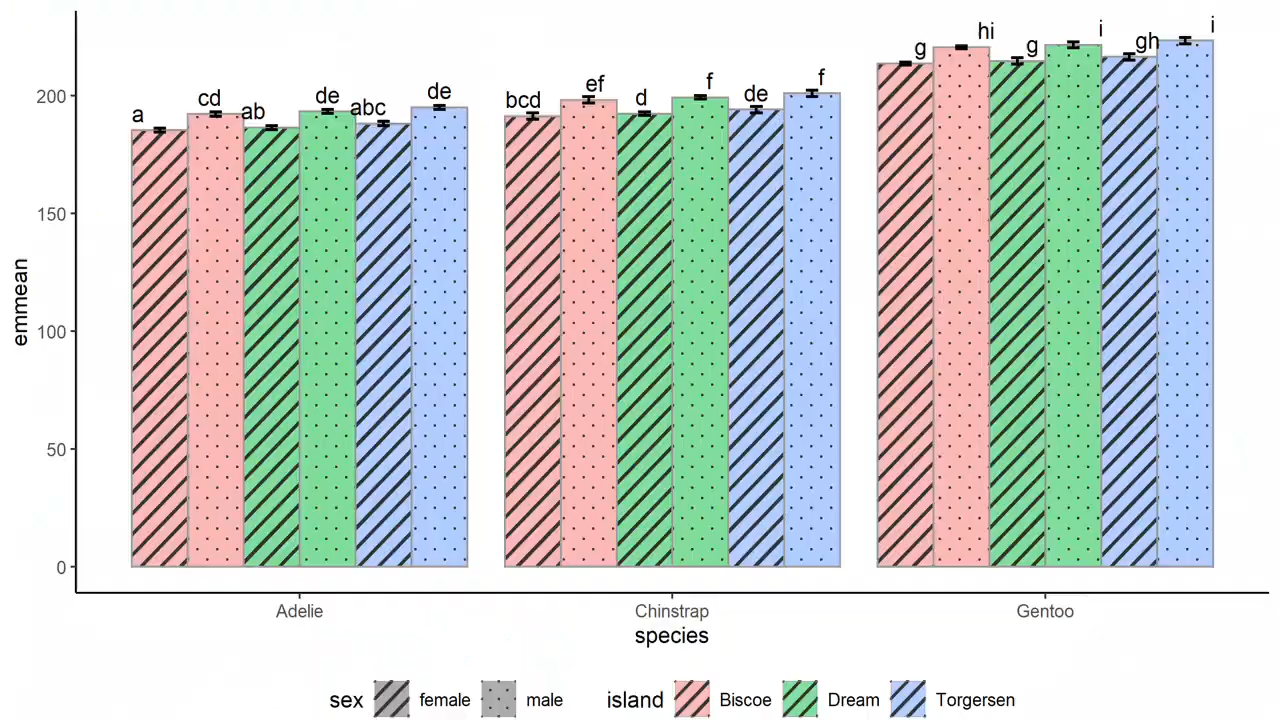 hi i
g g gh i
de f ef d de f
cd de
200 a ab abc bcd
150
emmean
100
50
0
Adelie Chinstrap Gentoo
species
sex female male island Biscoe Dream Torgersen